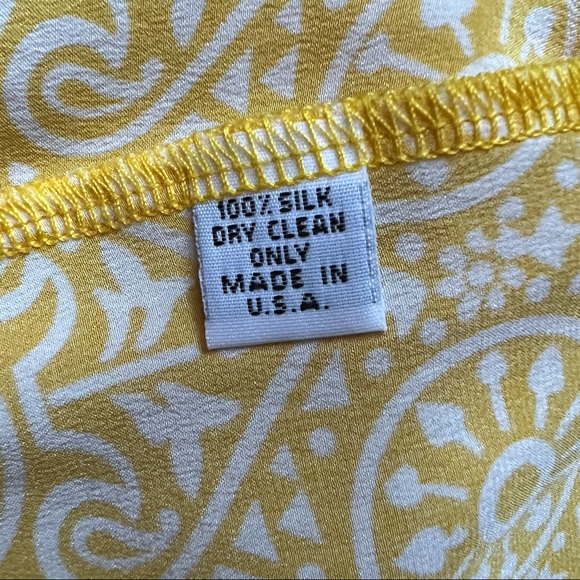 100% SILK
DRY CLEAN
ONLY
MADE IN
U.S.A.